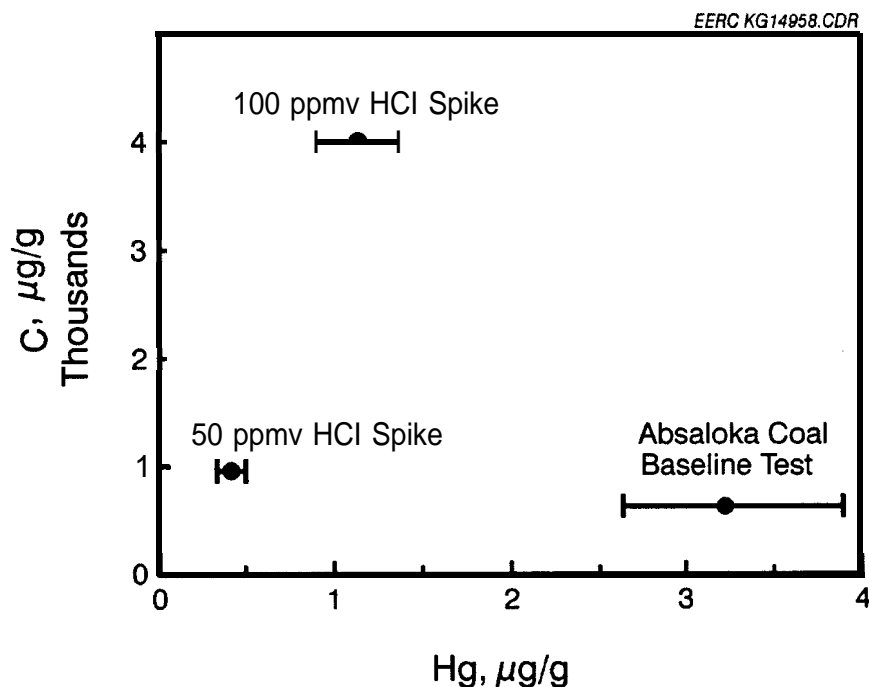 EERC KG14958.CDR
100 ppmv HCl Spike
4
3
2
1
0
C, µg/g
Thousands
50 ppmv HCl Spike
Absaloka Coal
Baseline Test
0 1 2 3 4
Hg, µg/g